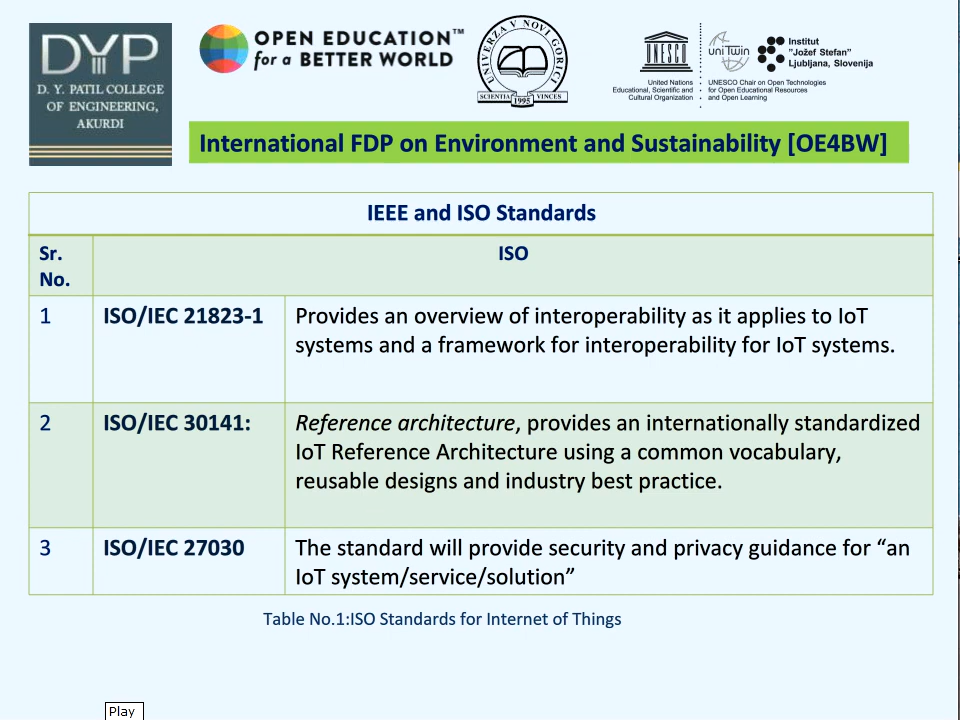 DYP
D. Y. PATIL COLLEGE
OF ENGINEERING,
AKURDI
OPEN EDUCATION™
for a BETTER WORLD
UNIVERZA V NOVI GORICI
SCIENTIA VINCES
1995
UNESCO
United Nations
Educational, Scientific and
Cultural Organization
uniTwin
UNESCO Chair on Open Technologies
for Open Educational Resources
and Open Learning
Institut
"Jožef Stefan"
Ljubljana, Slovenija
International FDP on Environment and Sustainability [OE4BW]
IEEE and ISO Standards
Sr. ISO
No.
1 ISO/IEC 21823-1 Provides an overview of interoperability as it applies to IoT
systems and a framework for interoperability for IoT systems.
2 ISO/IEC 30141: Reference architecture, provides an internationally standardized
IoT Reference Architecture using a common vocabulary,
reusable designs and industry best practice.
3 ISO/IEC 27030 The standard will provide security and privacy guidance for “an
IoT system/service/solution”
Table No.1:ISO Standards for Internet of Things
Play